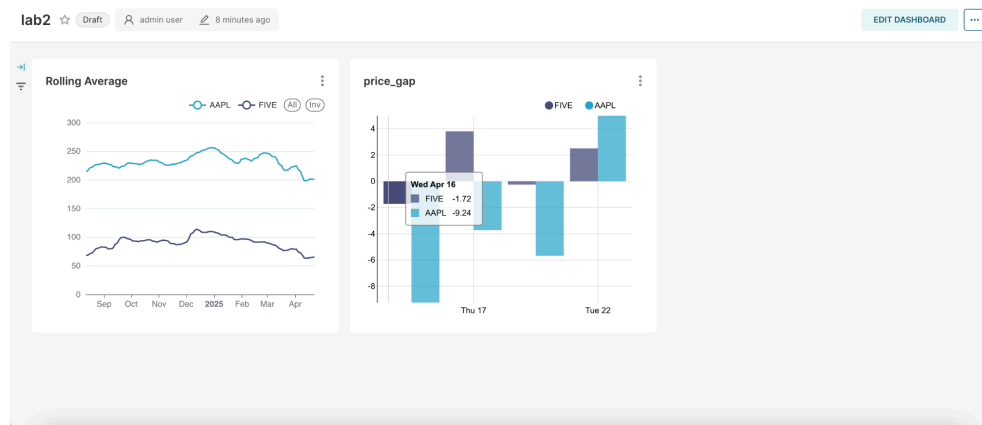 lab2 Draft admin user 8 minutes ago EDIT DASHBOARD ...
Rolling Average
AAPL FIVE All Inv
300
250
200
150
100
50
0
Sep Oct Nov Dec 2025 Feb Mar Apr
price_gap
FIVE AAPL
4
2
0
-2
-4
-6
-8
Wed Apr 16
FIVE -1.72
AAPL -9.24
Thu 17 Tue 22